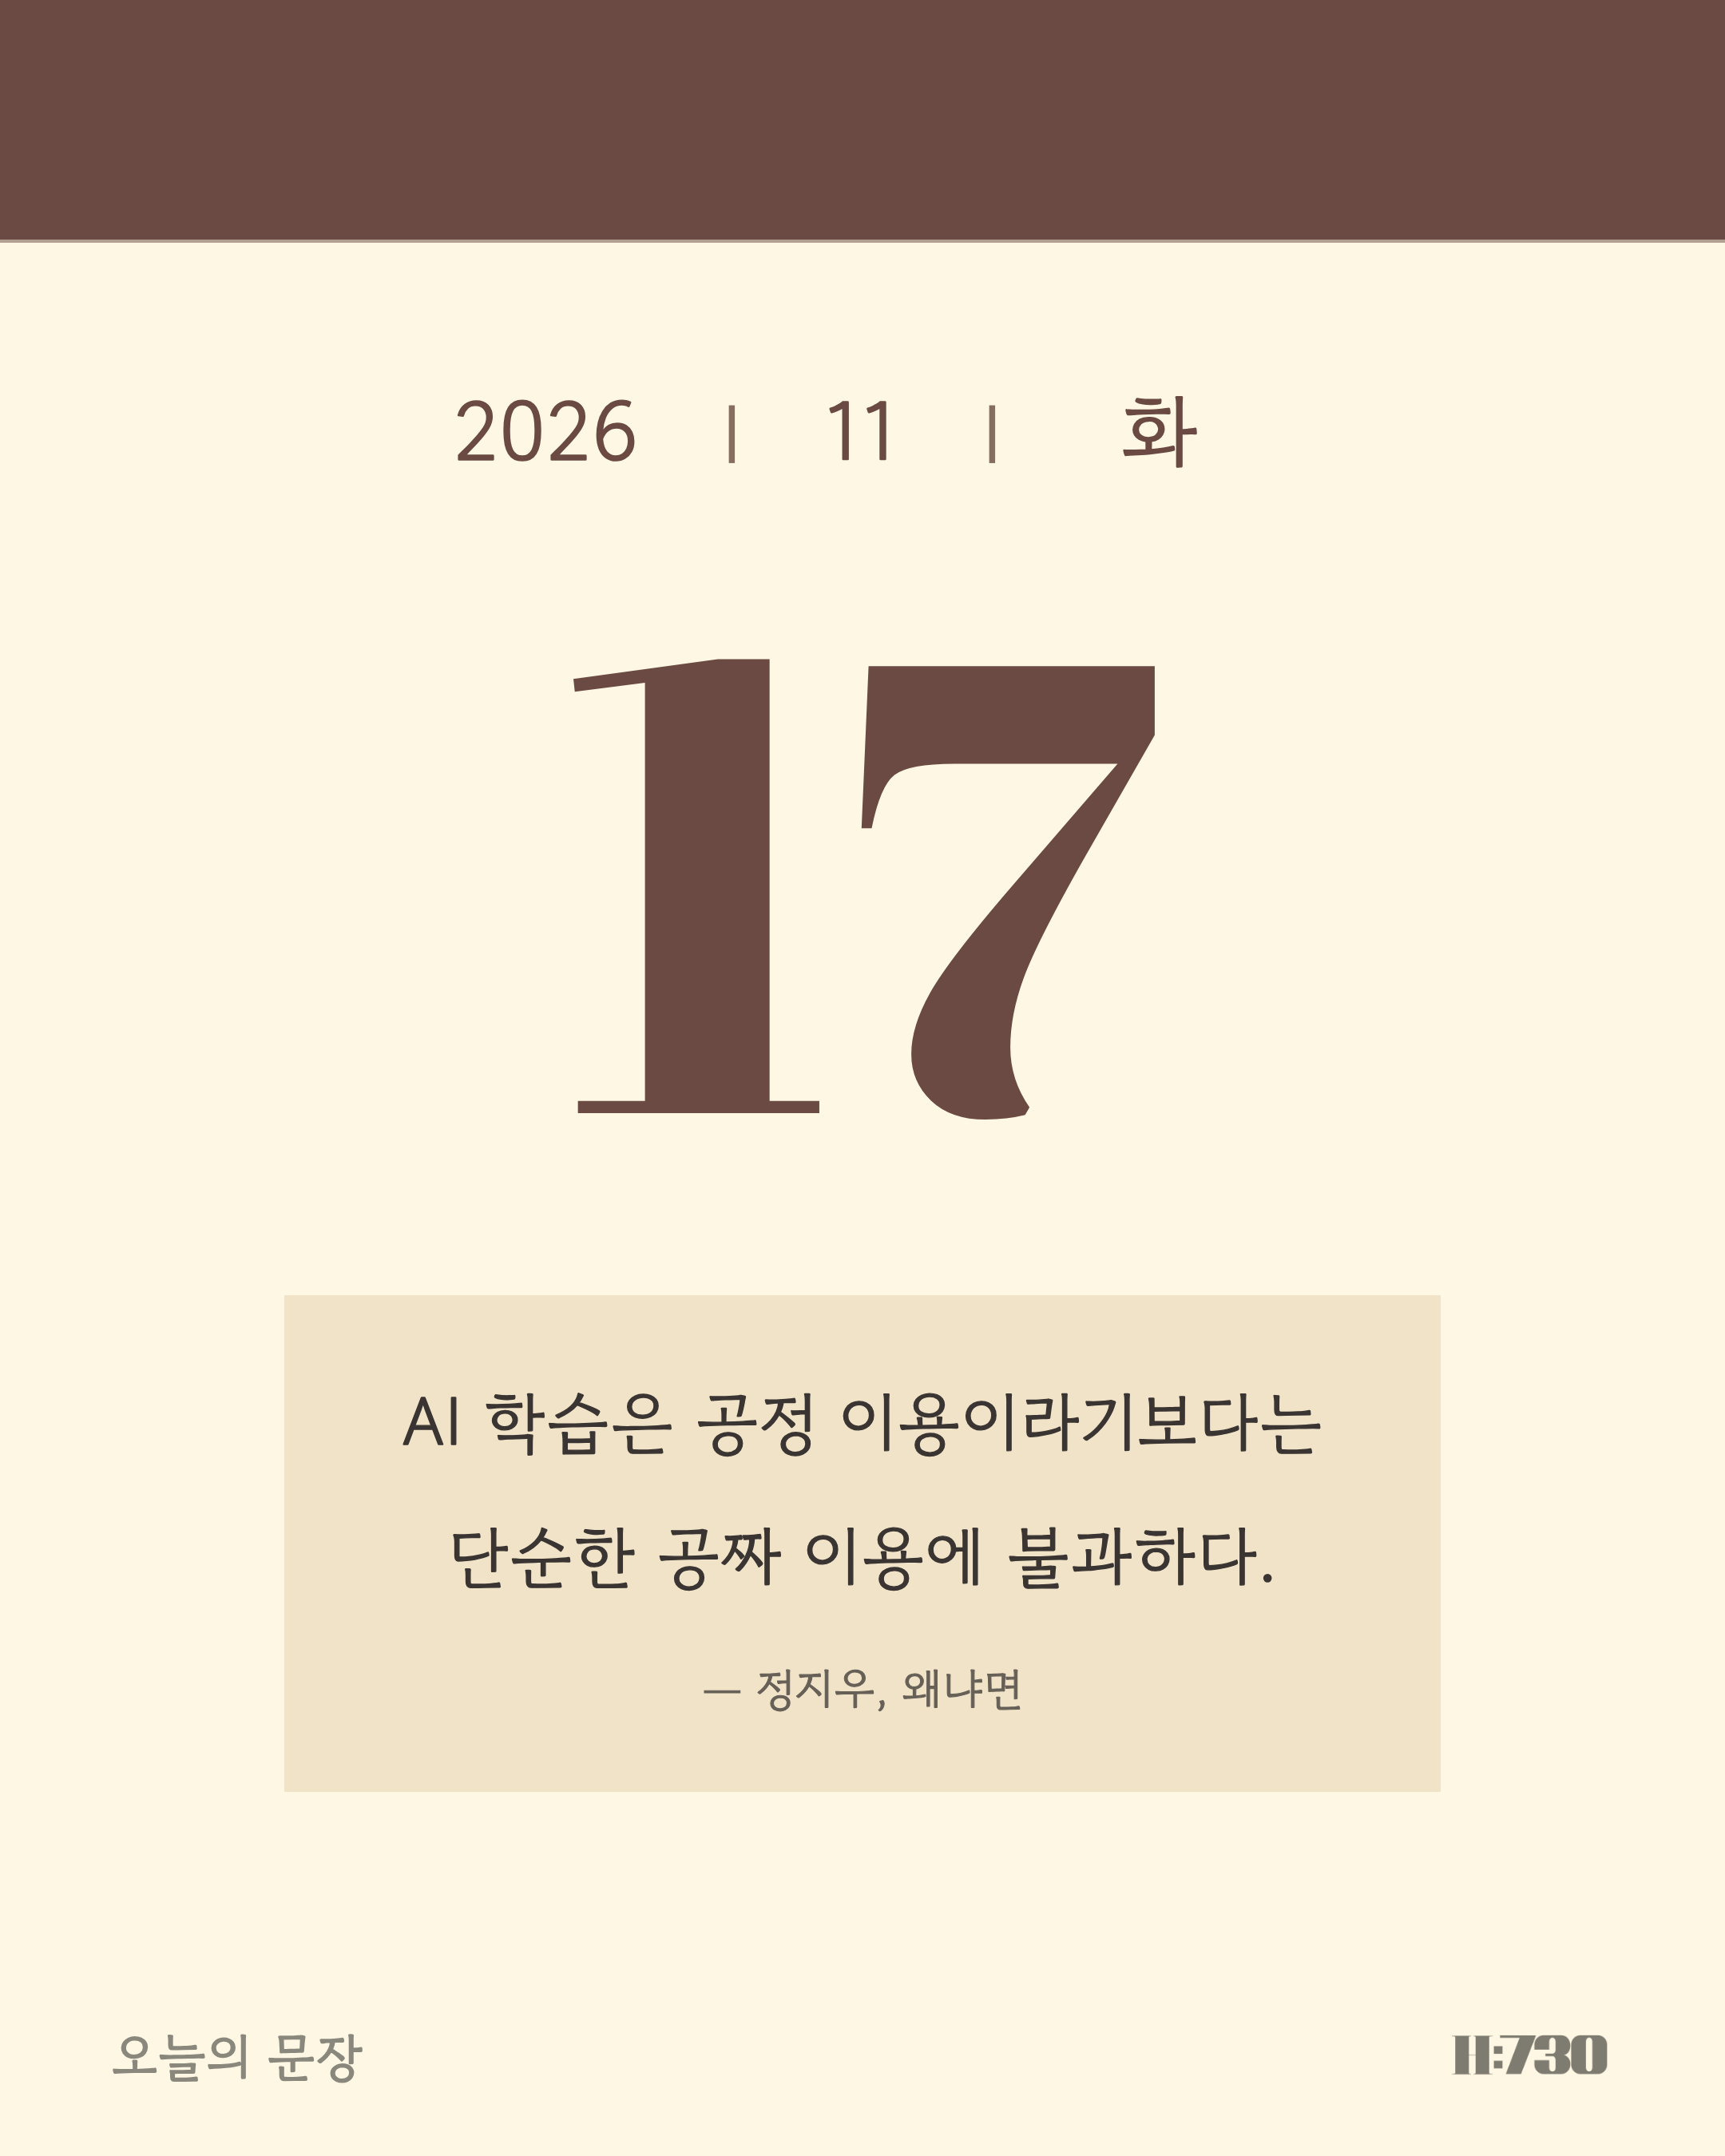 2026 | 11 | 화
17
AI 학습은 공정 이용이라기보다는
단순한 공짜 이용에 불과하다.
— 정지우, 왜냐면
오늘의 문장
H:730